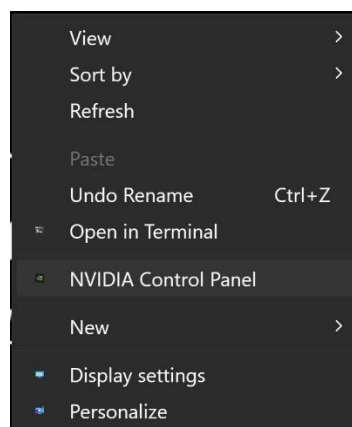 View
Sort by
Refresh
Paste
Undo Rename Ctrl+Z
Open in Terminal
NVIDIA Control Panel
New
Display settings
Personalize